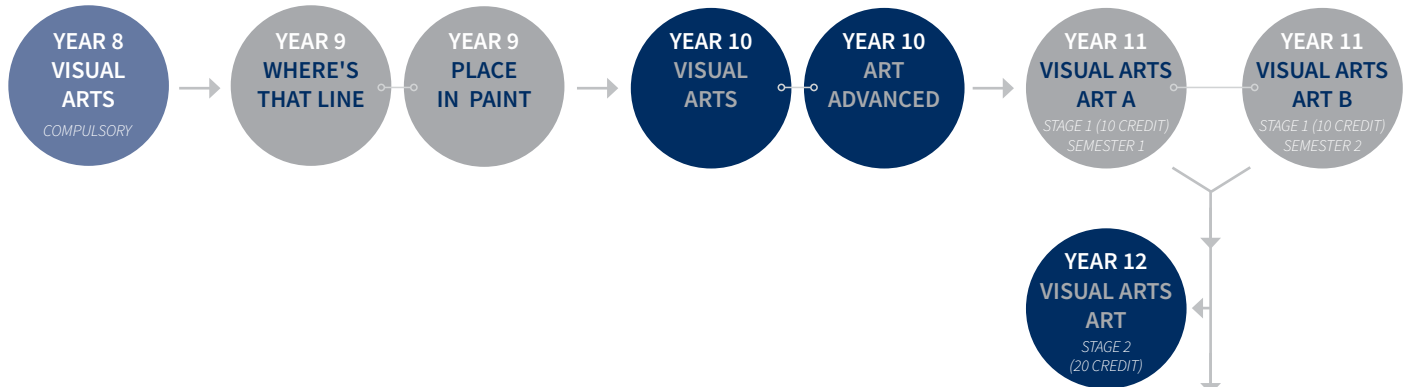 YEAR 8
VISUAL
ARTS
COMPULSORY
YEAR 9
WHERE'S
THAT LINE
YEAR 9
PLACE
IN PAINT
YEAR 10
VISUAL
ARTS
YEAR 10
ART
ADVANCED
YEAR 11
VISUAL ARTS
ART A
STAGE 1 (10 CREDIT)
SEMESTER 1
YEAR 11
VISUAL ARTS
ART B
STAGE 1 (10 CREDIT)
SEMESTER 2
YEAR 12
VISUAL ARTS
ART
STAGE 2
(20 CREDIT)